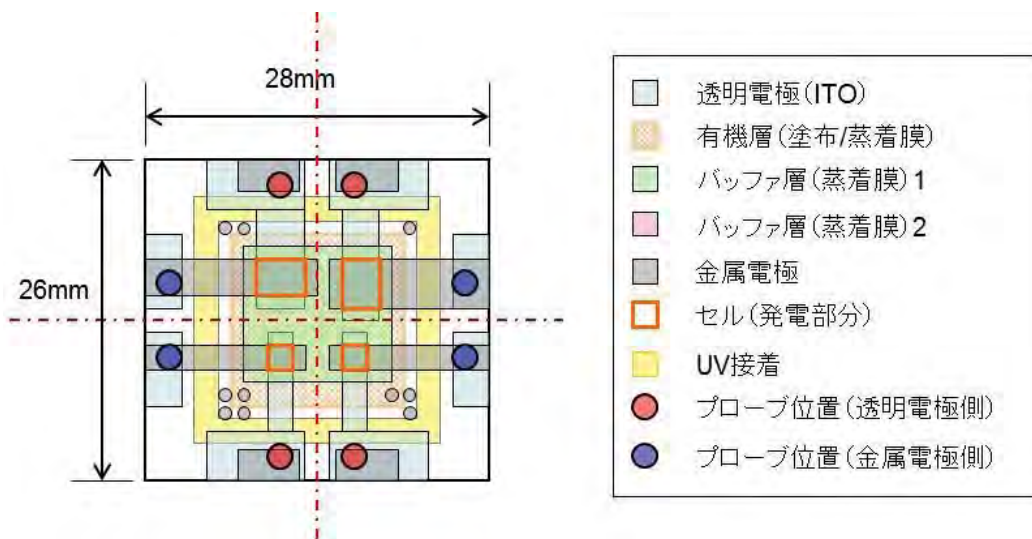 28mm
26mm
透明電極(ITO)
有機層(塗布/蒸着膜)
バッファ層(蒸着膜)1
バッファ層(蒸着膜)2
金属電極
セル(発電部分)
UV接着
プローブ位置(透明電極側)
プローブ位置(金属電極側)